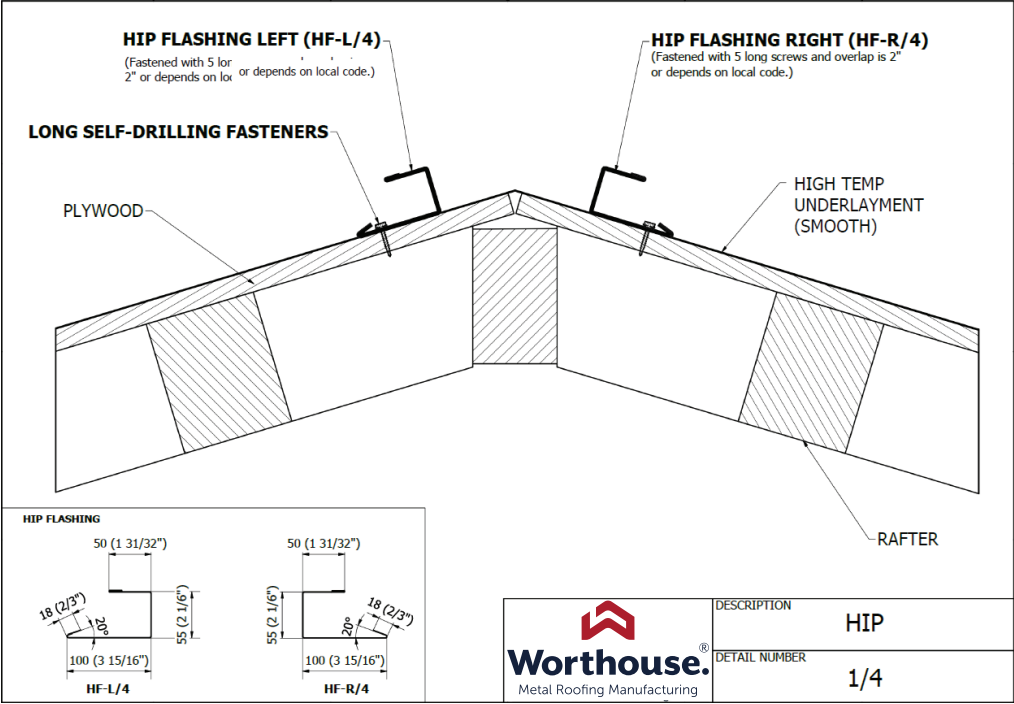 HIP FLASHING LEFT (HF-L/4)
(Fastened with 5
2" or depends on or depends on local code.)
HIP FLASHING RIGHT (HF-R/4)
(Fastened with 5 long screws and overlap is 2"
or depends on local code.)
LONG SELF-DRILLING FASTENERS
PLYWOOD
HIGH TEMP
UNDERLAYMENT
(SMOOTH)
RAFTER
HIP FLASHING
50 (1 31/32")
18 (2/3")
20°
55 (2 1/6")
100 (3 15/16")
HF-L/4
50 (1 31/32")
55 (2 1/6")
20°
18 (2/3")
100 (3 15/16")
HF-R/4
Worthouse.®
Metal Roofing Manufacturing
DESCRIPTION
HIP
DETAIL NUMBER
1/4